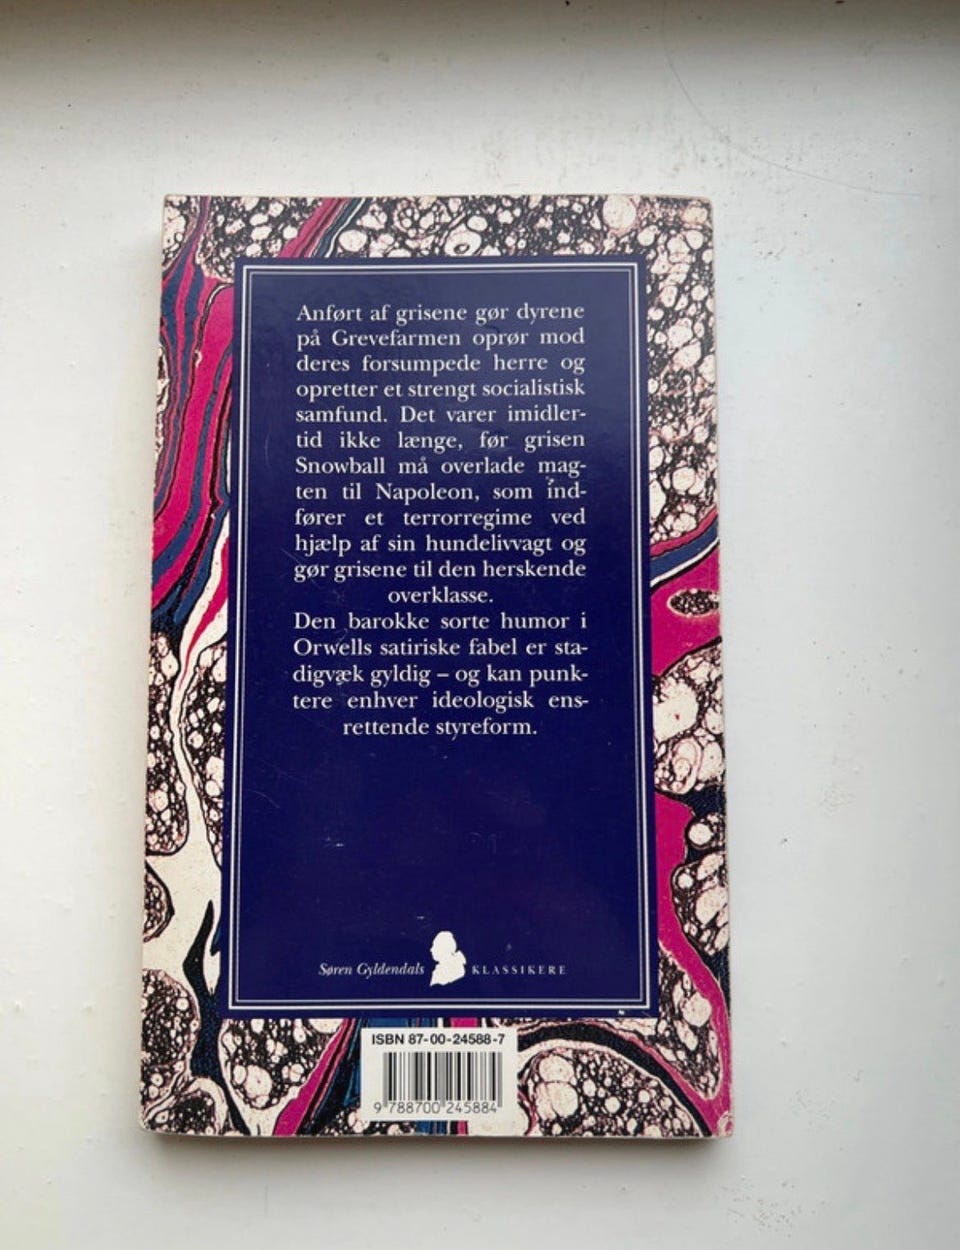 Anført af grisene gør dyrene
på Grevefarmen oprør mod
deres forsumpede herre og
opretter et strengt socialistisk
samfund. Det varer imidler-
tid ikke længe, før grisen
Snowball må overlade mag-
ten til Napoleon, som ind-
fører et terrorregime ved
hjælp af sin hundelivvagt og
gør grisene til den herskende
overklasse.
Den barokke sorte humor i
Orwells satiriske fabel er sta-
digvæk gyldig – og kan punk-
tere enhver ideologisk ens-
rettende styreform.
Søren Gyldendals KLASSIKERE
ISBN 87-00-24588-7
9 788700 245884